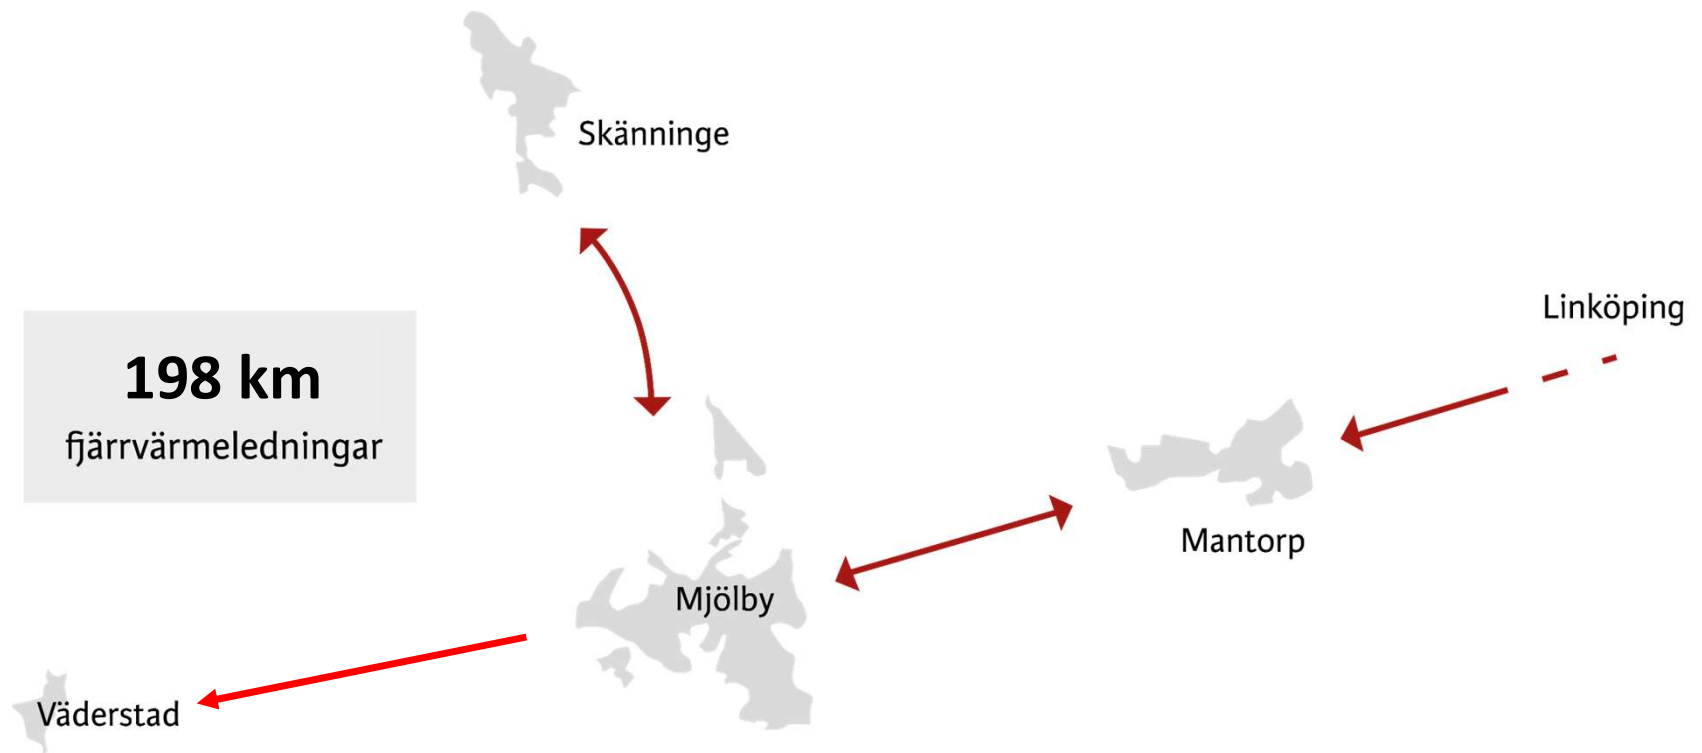 Skänninge
Linköping
198 km
fjärrvärmeledningar
Mantorp
Mjölby
Väderstad